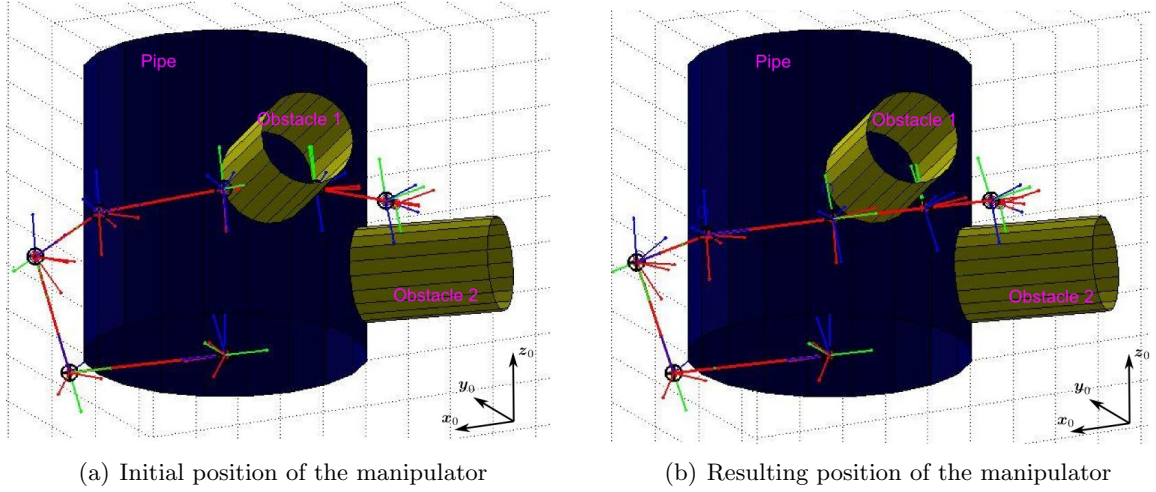 Pipe
Obstacle 1
Obstacle 2
z₀
y₀
x₀
(a) Initial position of the manipulator
Pipe
Obstacle 1
Obstacle 2
z₀
y₀
x₀
(b) Resulting position of the manipulator